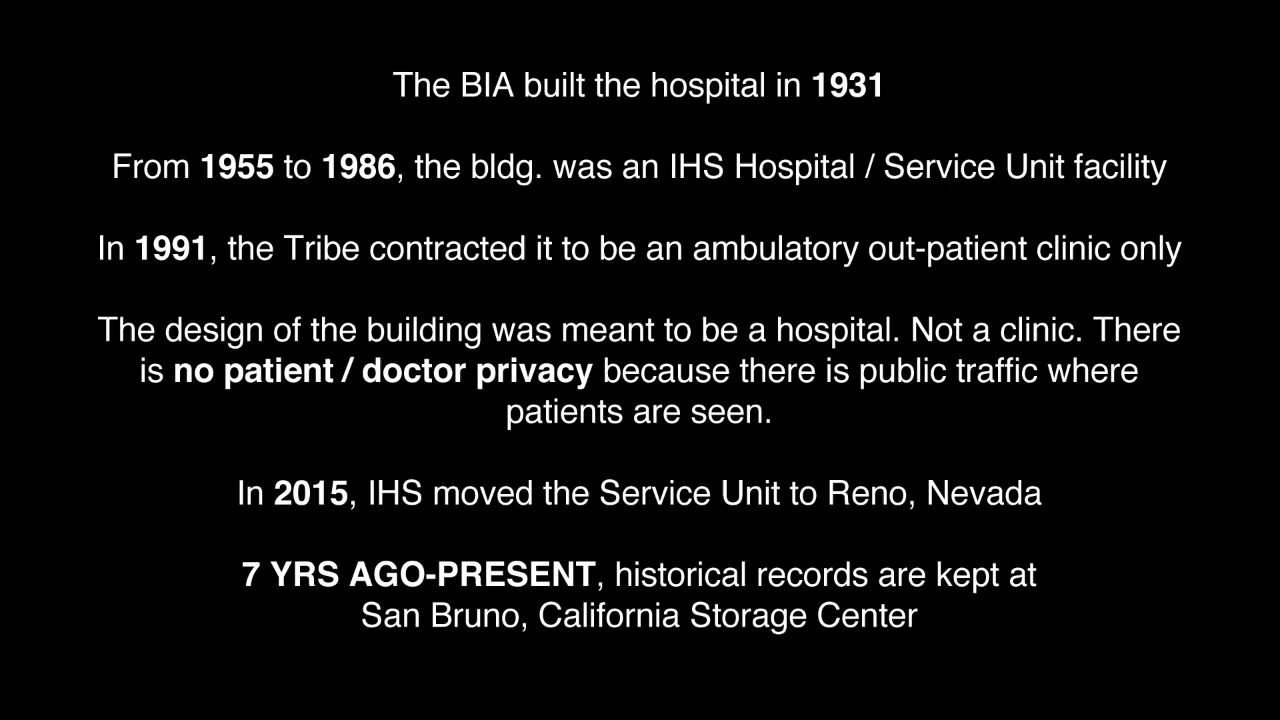 The BIA built the hospital in 1931
From 1955 to 1986, the bldg. was an IHS Hospital / Service Unit facility
In 1991, the Tribe contracted it to be an ambulatory out-patient clinic only
The design of the building was meant to be a hospital. Not a clinic. There
is no patient / doctor privacy because there is public traffic where
patients are seen.
In 2015, IHS moved the Service Unit to Reno, Nevada
7 YRS AGO-PRESENT, historical records are kept at
San Bruno, California Storage Center